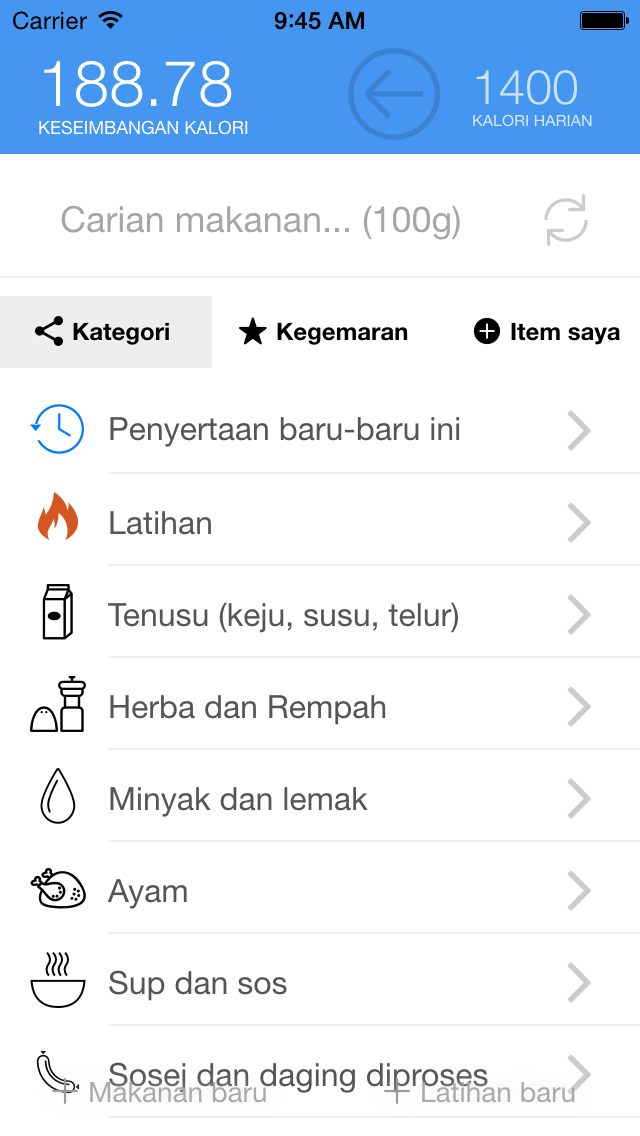 Carrier 9:45 AM
188.78 1400
KESEIMBANGAN KALORI KALORI HARIAN
Carian makanan... (100g)
Kategori Kegemaran Item saya
Penyertaan baru-baru ini
Latihan
Tenusu (keju, susu, telur)
Herba dan Rempah
Minyak dan lemak
Ayam
Sup dan sos
Sosej dan daging diproses
+ Makanan baru + Latihan baru